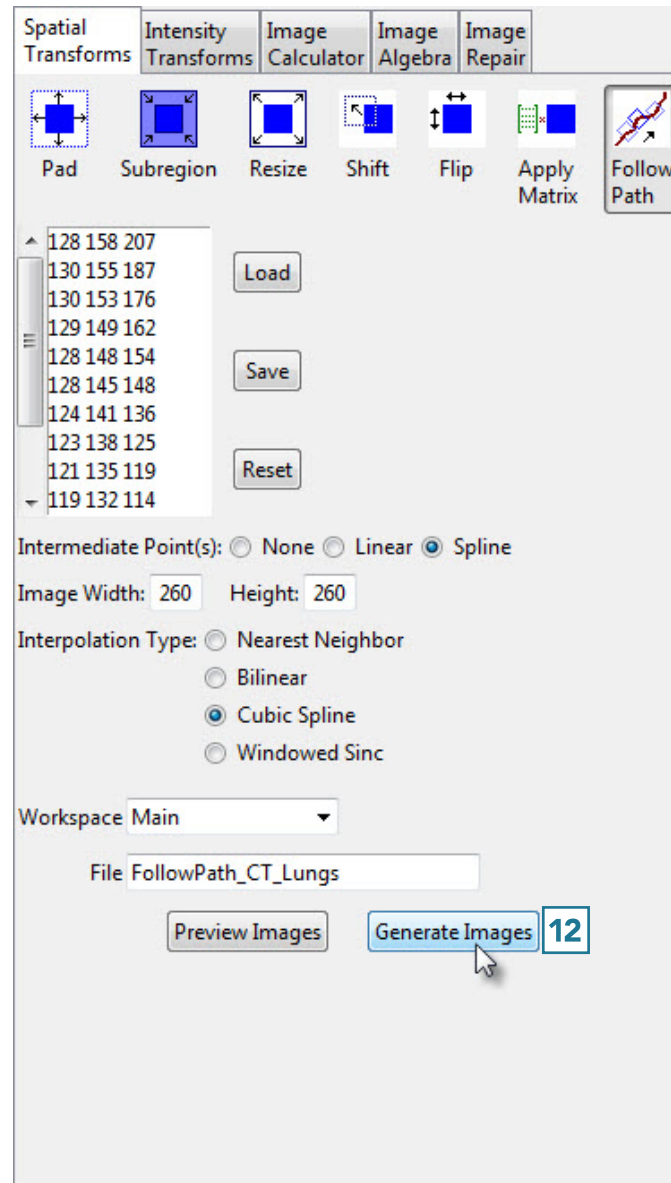 Spatial Transforms
Intensity Transforms
Image Calculator
Image Algebra
Image Repair
Pad
Subregion
Resize
Shift
Flip
Apply Matrix
Follow Path
128 158 207
130 155 187
130 153 176
129 149 162
128 148 154
128 145 148
124 141 136
123 138 125
121 135 119
119 132 114
Load
Save
Reset
Intermediate Point(s): None Linear Spline
Image Width: 260 Height: 260
Interpolation Type: Nearest Neighbor
Bilinear
Cubic Spline
Windowed Sinc
Workspace Main
File FollowPath_CT_Lungs
Preview Images Generate Images 12